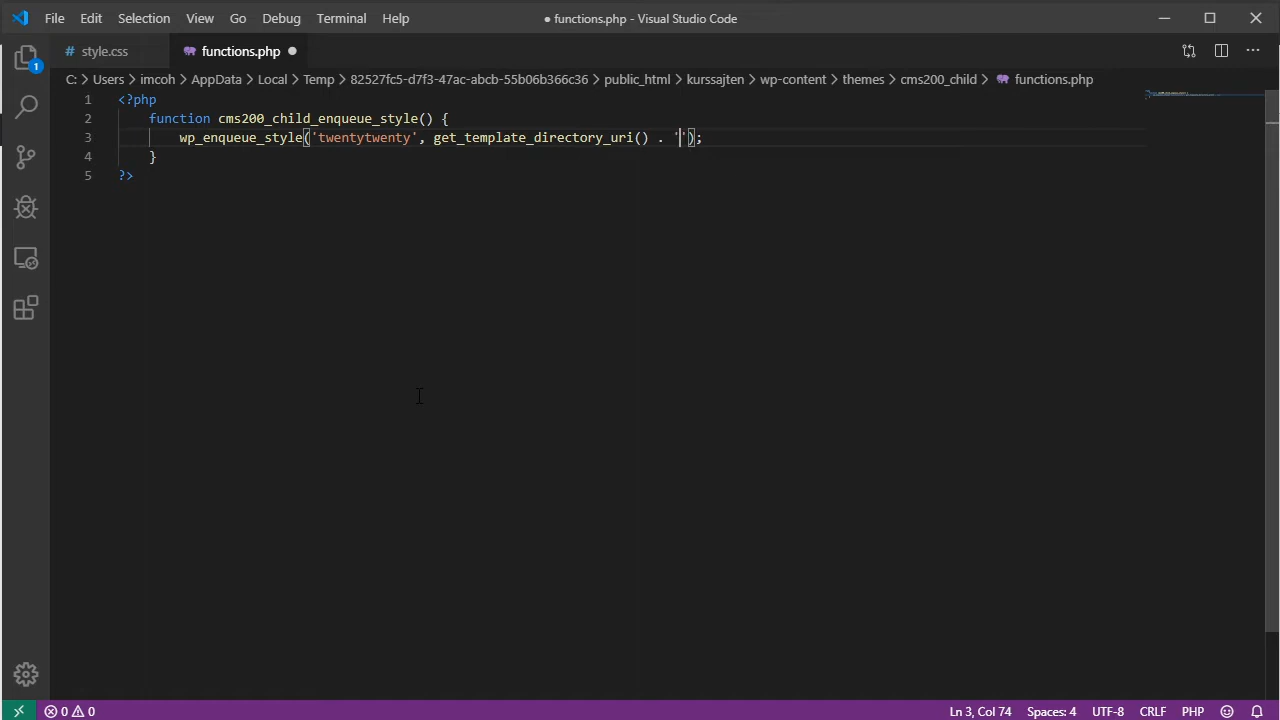 File Edit Selection View Go Debug Terminal Help ● functions.php - Visual Studio Code
# style.css functions.php ●
C: > Users > imcoh > AppData > Local > Temp > 82527fc5-d7f3-47ac-abcb-55b06b366c36 > public_html > kurssajten > wp-content > themes > cms200_child > functions.php
1 <?php
2 function cms200_child_enqueue_style() {
3 wp_enqueue_style('twentytwenty', get_template_directory_uri() . '');
4 }
5 ?>
1
0 0 Ln 3, Col 74 Spaces: 4 UTF-8 CRLF PHP